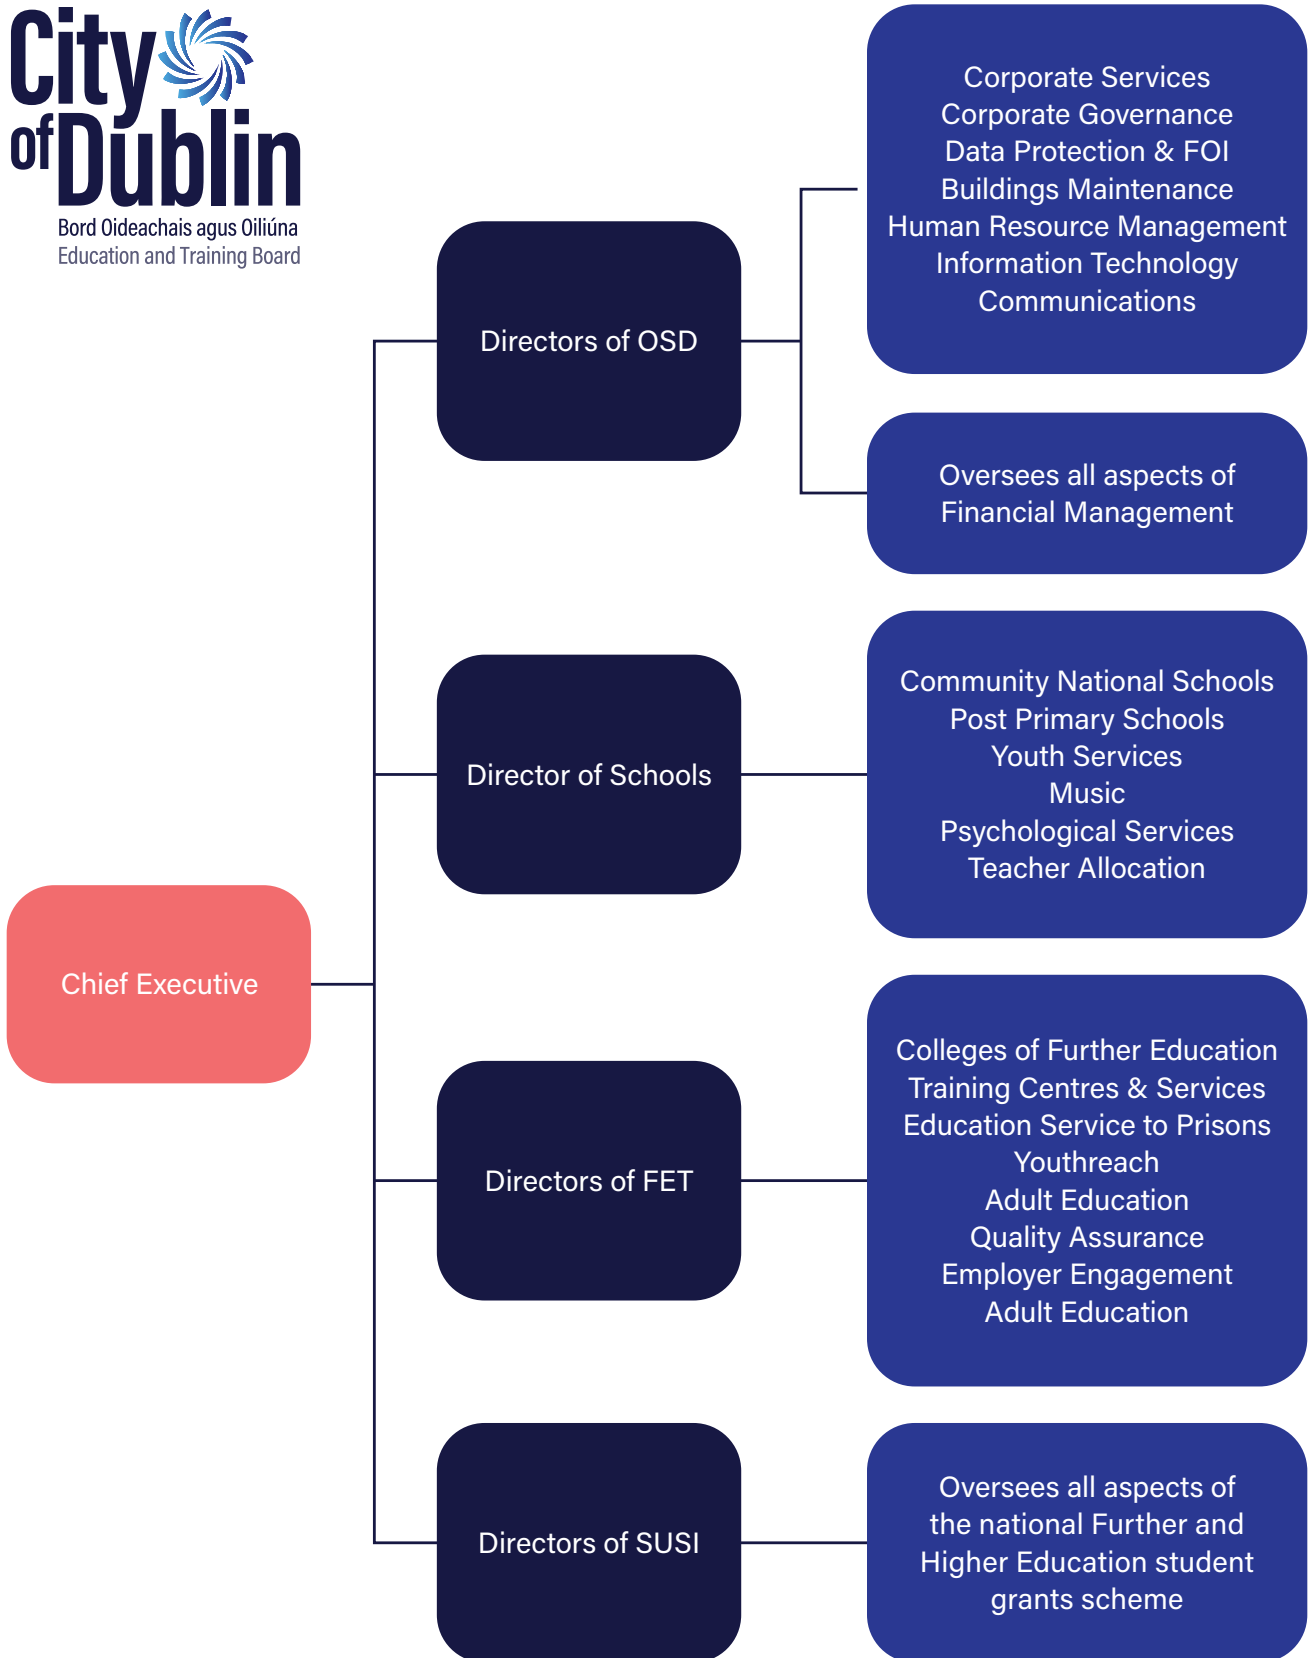 City
of Dublin
Bord Oideachais agus Oiliúna
Education and Training Board
Chief Executive
Directors of OSD
Corporate Services
Corporate Governance
Data Protection & FOI
Buildings Maintenance
Human Resource Management
Information Technology
Communications
Oversees all aspects of
Financial Management
Director of Schools
Community National Schools
Post Primary Schools
Youth Services
Music
Psychological Services
Teacher Allocation
Directors of FET
Colleges of Further Education
Training Centres & Services
Education Service to Prisons
Youthreach
Adult Education
Quality Assurance
Employer Engagement
Adult Education
Directors of SUSI
Oversees all aspects of
the national Further and
Higher Education student
grants scheme